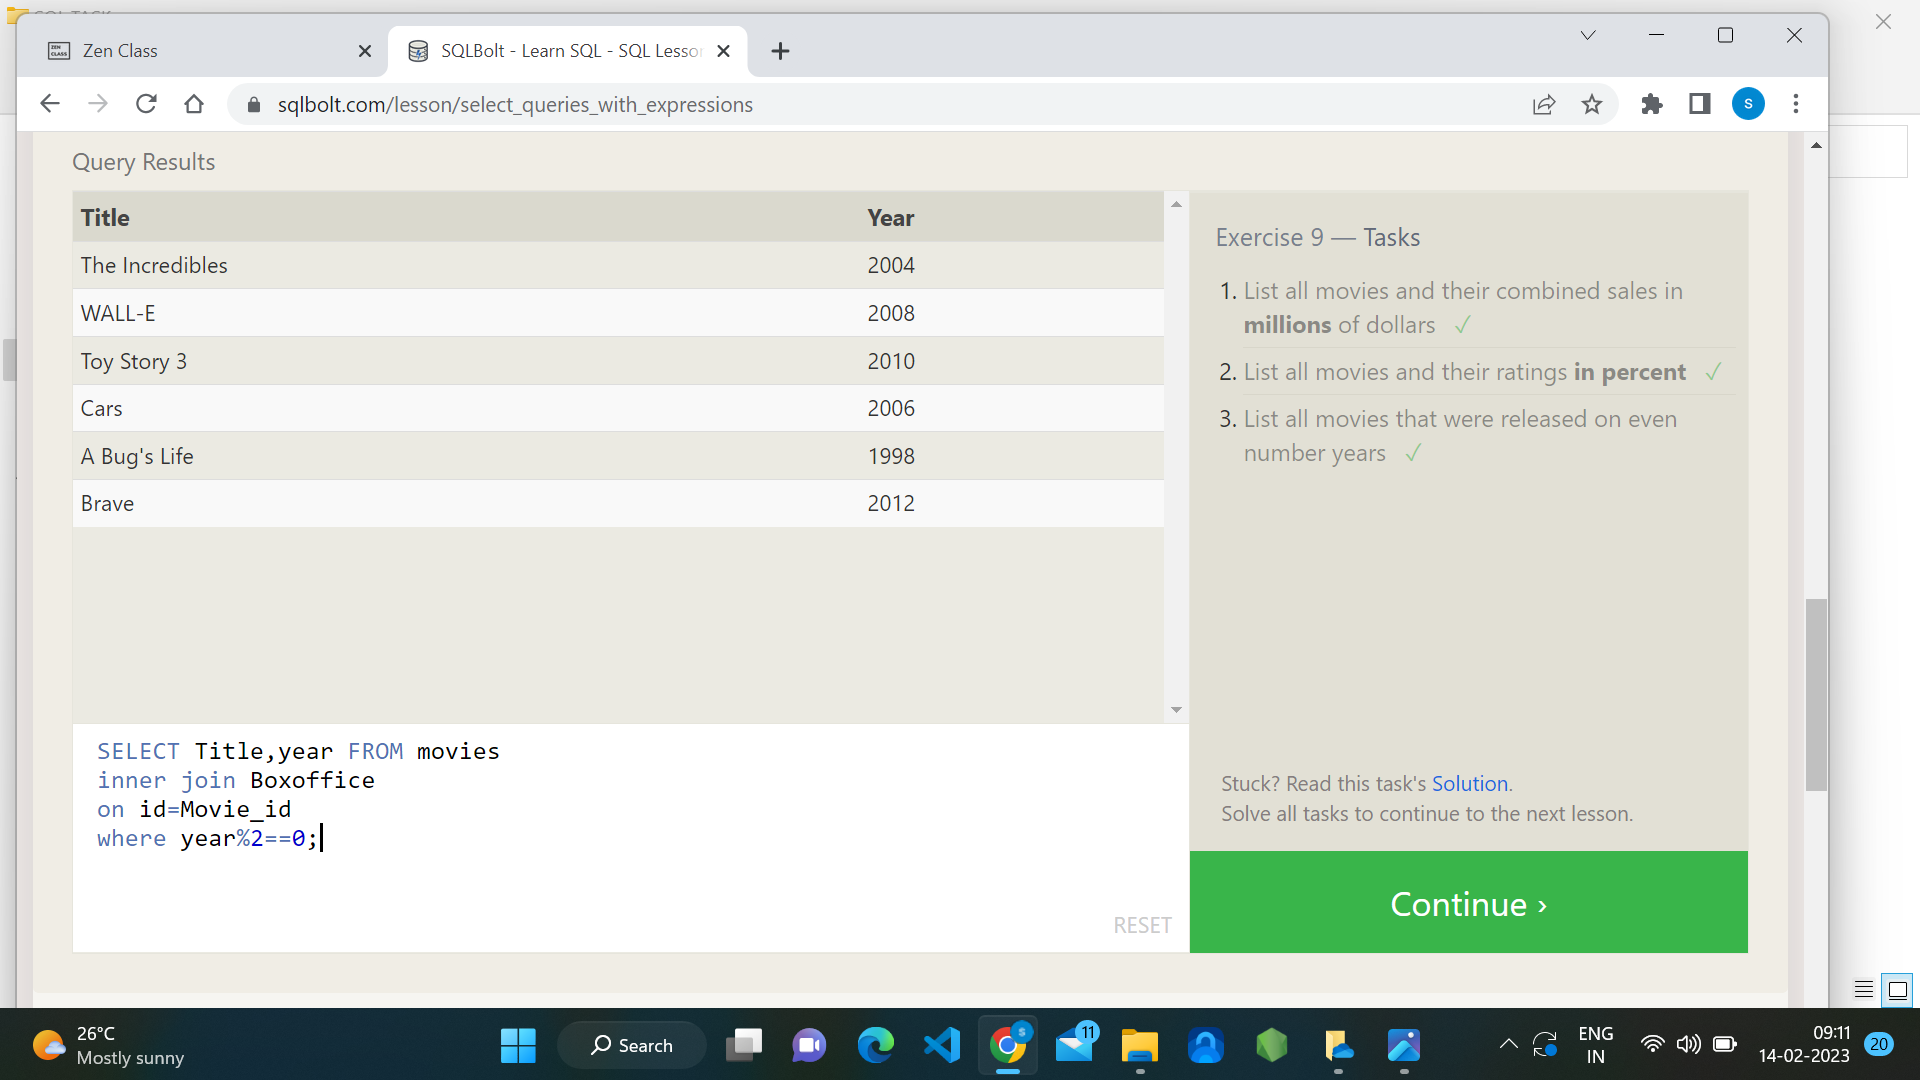 Zen Class
SQLBolt - Learn SQL - SQL Lesso
sqlbolt.com/lesson/select_queries_with_expressions
S
Query Results
Title Year
The Incredibles 2004
WALL-E 2008
Toy Story 3 2010
Cars 2006
A Bug's Life 1998
Brave 2012
Exercise 9 — Tasks
1. List all movies and their combined sales in
millions of dollars ✓
2. List all movies and their ratings in percent ✓
3. List all movies that were released on even
number years ✓
SELECT Title,year FROM movies
inner join Boxoffice
on id=Movie_id
where year%2==0;
RESET
Stuck? Read this task's Solution.
Solve all tasks to continue to the next lesson.
Continue ›
26°C
Mostly sunny
Search
11
ENG
IN
09:11
14-02-2023
20